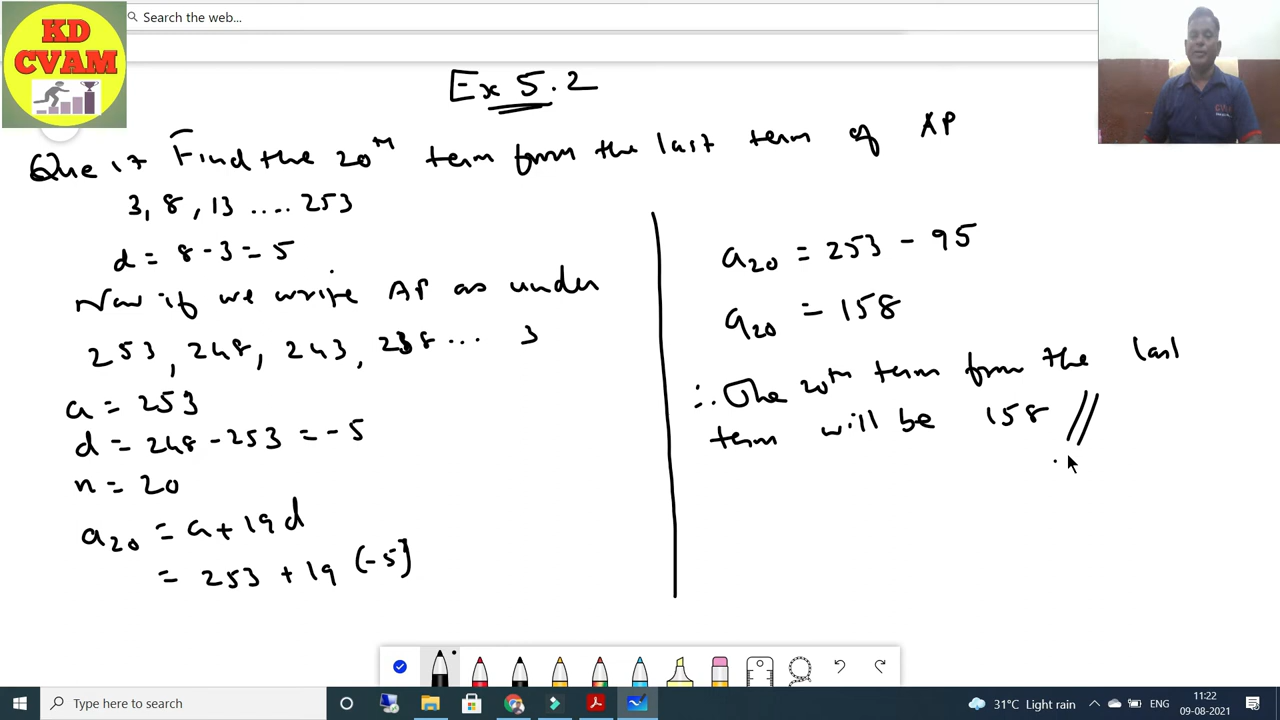 Search the web...
KD
CVAM
Ex 5.2
Que 17 Find the 20th term from the last term of AP
3, 8, 13 .... 253
d = 8 - 3 = 5
Now if we write AP as under
253, 248, 243, 238 ... 3
a = 253
d = 248 - 253 = - 5
n = 20
a20 = a + 19d
= 253 + 19 (-5)
a20 = 253 - 95
a20 = 158
∴ The 20th term from the last
term will be 158 //
Type here to search
31°C Light rain
ENG
11:22
09-08-2021